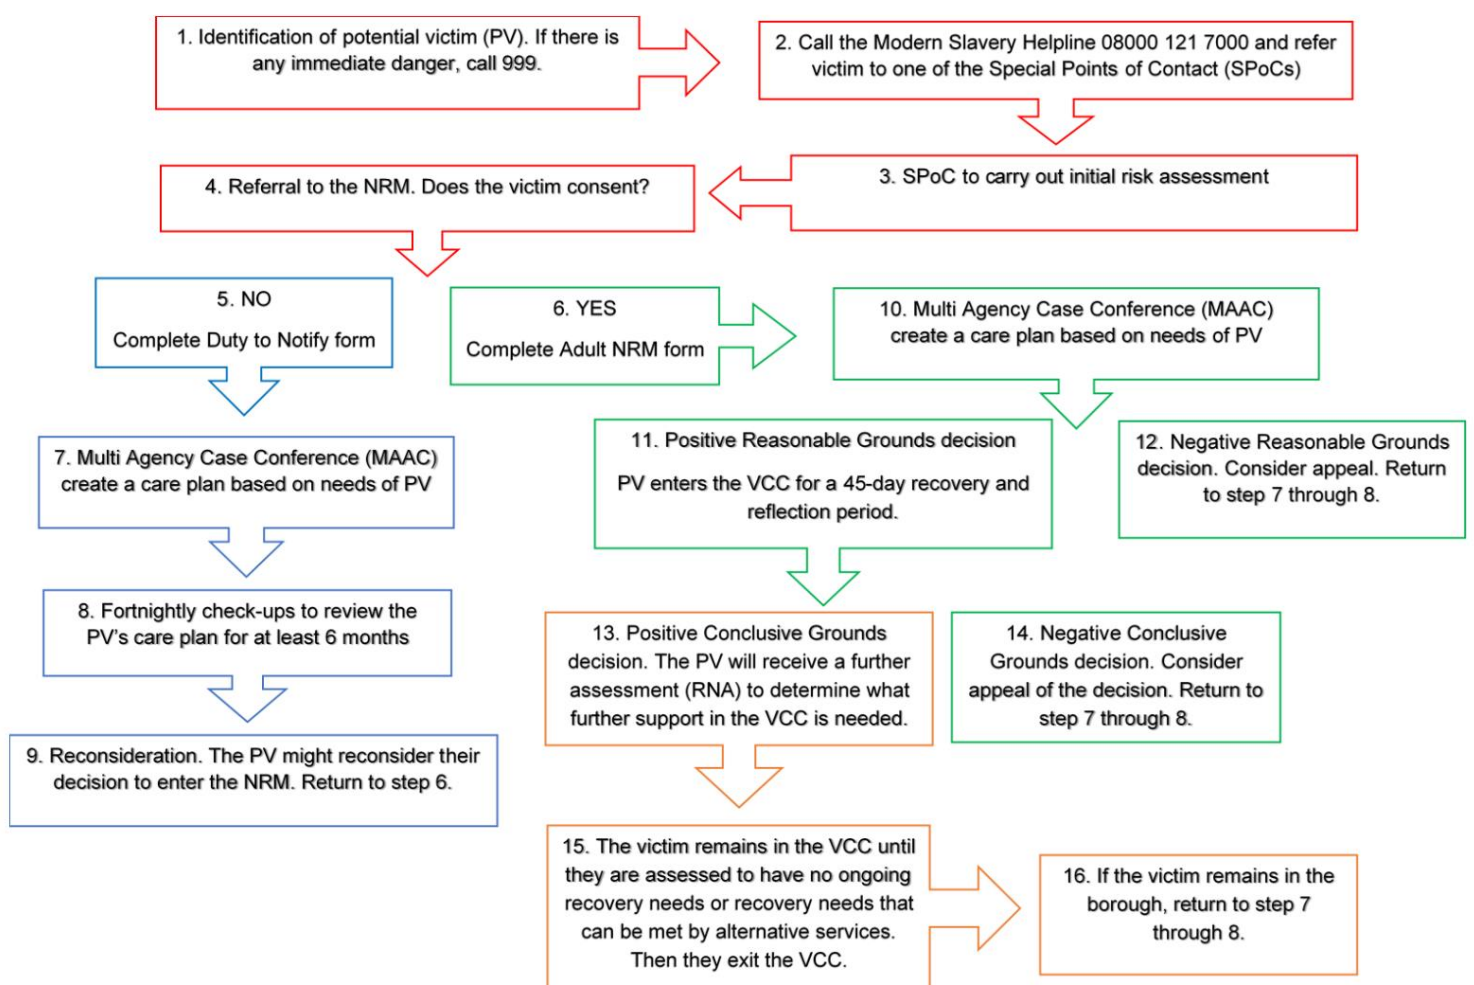 1. Identification of potential victim (PV). If there is
any immediate danger, call 999.
2. Call the Modern Slavery Helpline 08000 121 7000 and refer
victim to one of the Special Points of Contact (SPoCs)
3. SPoC to carry out initial risk assessment
4. Referral to the NRM. Does the victim consent?
5. NO
Complete Duty to Notify form
6. YES
Complete Adult NRM form
7. Multi Agency Case Conference (MAAC)
create a care plan based on needs of PV
8. Fortnightly check-ups to review the
PV's care plan for at least 6 months
9. Reconsideration. The PV might reconsider their
decision to enter the NRM. Return to step 6.
10. Multi Agency Case Conference (MAAC)
create a care plan based on needs of PV
11. Positive Reasonable Grounds decision
PV enters the VCC for a 45-day recovery and
reflection period.
12. Negative Reasonable Grounds
decision. Consider appeal. Return
to step 7 through 8.
13. Positive Conclusive Grounds
decision. The PV will receive a further
assessment (RNA) to determine what
further support in the VCC is needed.
14. Negative Conclusive
Grounds decision. Consider
appeal of the decision. Return to
step 7 through 8.
15. The victim remains in the VCC until
they are assessed to have no ongoing
recovery needs or recovery needs that
can be met by alternative services.
Then they exit the VCC.
16. If the victim remains in the
borough, return to step 7
through 8.